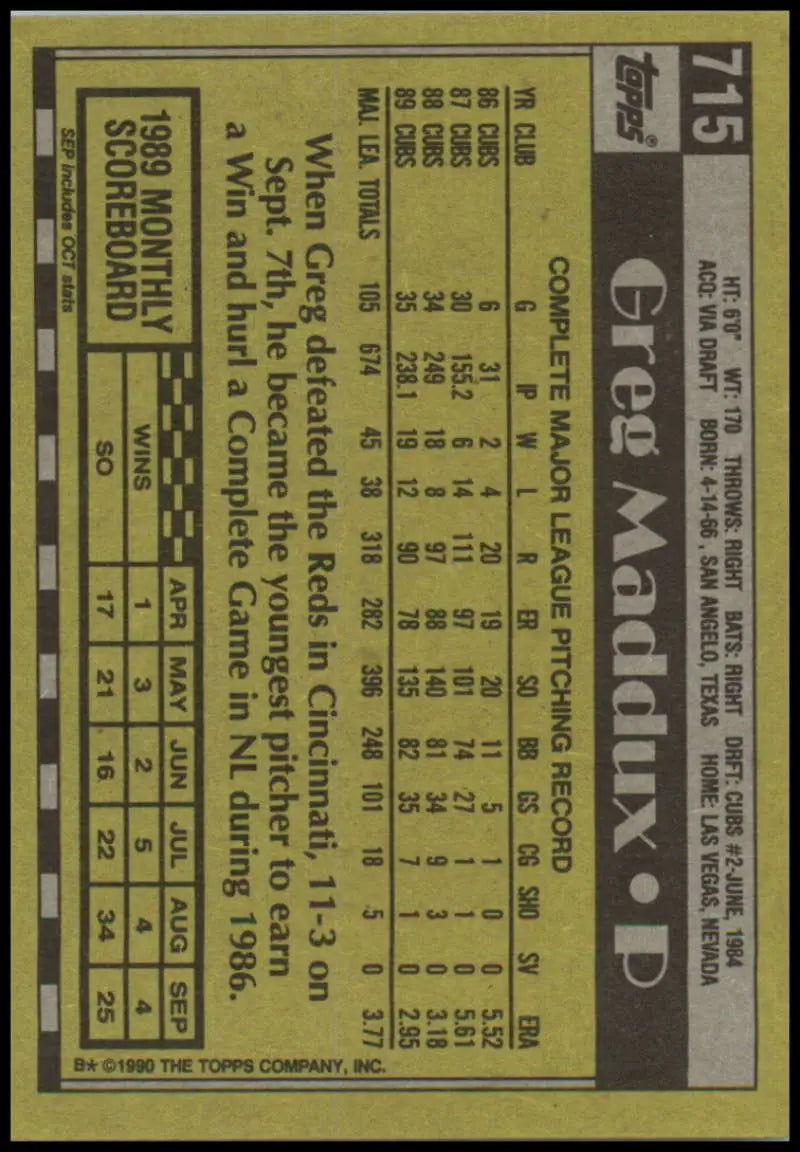 715
HT: 6'0" WT: 170 THROWS: RIGHT BATS: RIGHT DRFT: CUBS #2-JUNE, 1984
ACQ: VIA DRAFT BORN: 4-14-66, SAN ANGELO, TEXAS HOME: LAS VEGAS, NEVADA
topps®
Greg Maddux • P
COMPLETE MAJOR LEAGUE PITCHING RECORD
YR CLUB G IP W L R ER SO BB GS CG SHO SV ERA
86 CUBS 6 31 2 4 20 19 20 11 5 1 0 0 5.52
87 CUBS 30 155.2 6 14 111 97 101 74 27 1 1 0 5.61
88 CUBS 34 249 18 8 97 88 140 81 34 9 3 0 3.18
89 CUBS 35 238.1 19 12 90 78 135 82 35 7 1 0 2.95
MAJ. LEA. TOTALS 105 674 45 38 318 282 396 248 101 18 5 0 3.77
When Greg defeated the Reds in Cincinnati, 11-3 on
Sept. 7th, he became the youngest pitcher to earn
a Win and hurl a Complete Game in NL during 1986.
1989 MONTHLY
SCOREBOARD
APR MAY JUN JUL AUG SEP
WINS 1 3 2 5 4 4
SO 17 21 16 22 34 25
SEP includes OCT stats
B* ©1990 THE TOPPS COMPANY, INC.